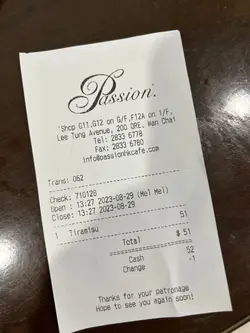 Passion.
Shop G11,G12 on G/F,F12A on 1/F,
Lee Tung Avenue, 200 QRE, Wan Chai
Tel: 2833 6778
Fax: 2833 6780
info@passionhkcafe.com
Trans: 062
Check: 710120
Open : 13:27 2023-08-29 (Mel Mel)
Close: 13:27 2023-08-29
1 Tiramisu 51
Total $ 51
Cash 52
Change -1
Thanks for your patronage
Hope to see you again soon!